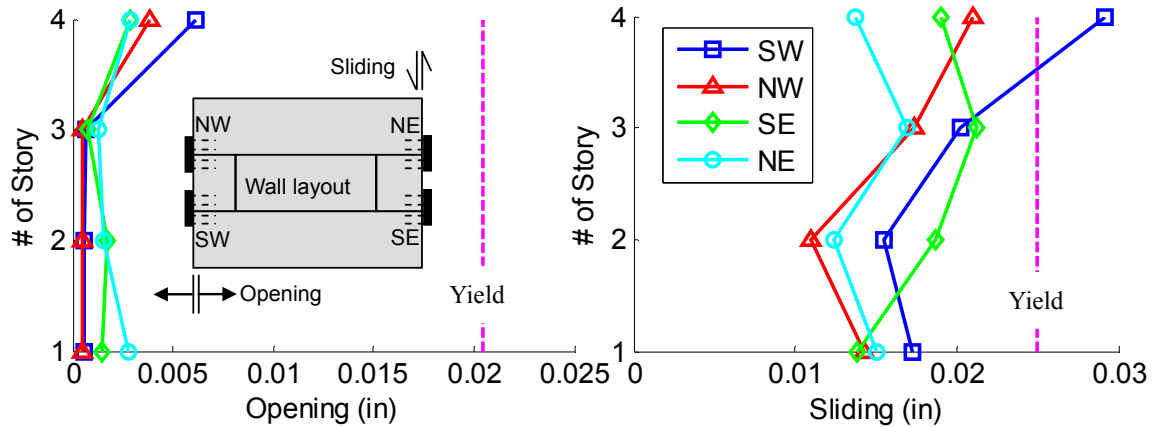 4
3
2
1
# of Story
0 0.005 0.01 0.015 0.02 0.025
Opening (in)
Sliding
NW NE
Wall layout
SW SE
Opening
Yield
4
3
2
1
# of Story
0.01 0.02 0.03
Sliding (in)
SW
NW
SE
NE
Yield